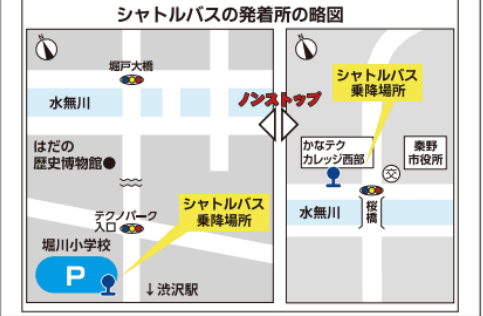 シャトルバスの発着所の略図
N
堀戸大橋
水無川
はだの
歴史博物館
テクノパーク
入口
シャトルバス
乗降場所
堀川小学校
P
↓渋沢駅
ノンストップ
N
シャトルバス
乗降場所
かなテク
カレッジ西部
秦野
市役所
交
水無川
桜橋